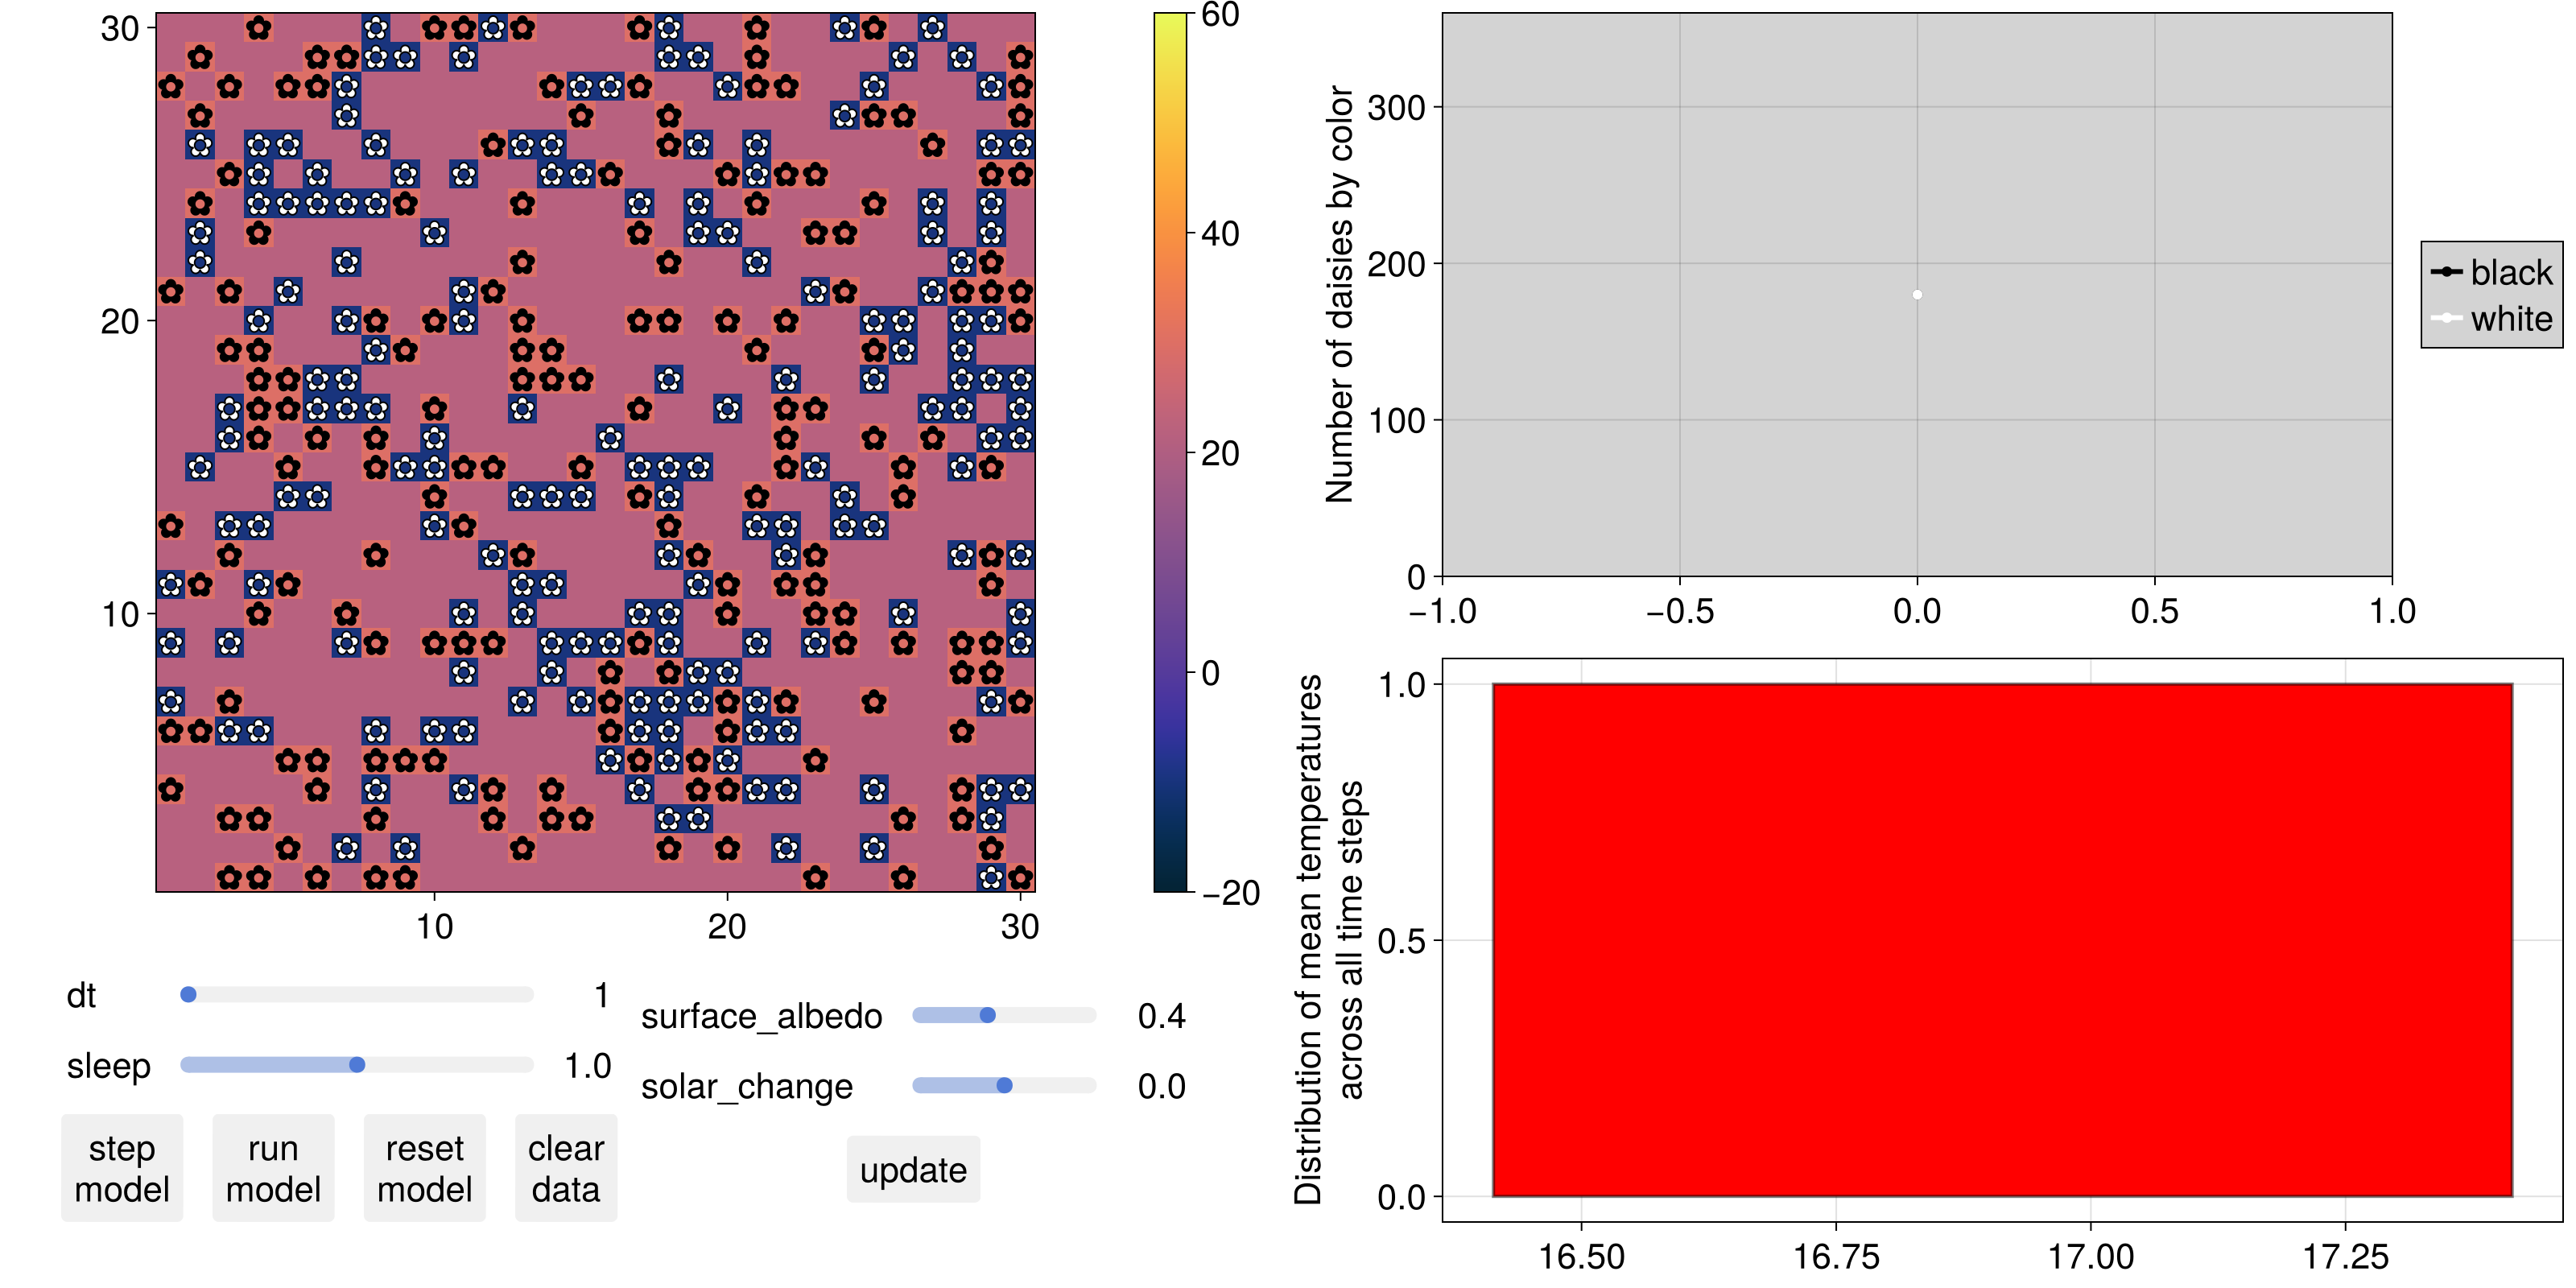 30
20
10
10
20
30
60
40
20
0
−20
Number of daisies by color
300
200
100
0
−1.0
−0.5
0.0
0.5
1.0
black
white
Distribution of mean temperatures
across all time steps
1.0
0.5
0.0
16.50
16.75
17.00
17.25
dt
1
sleep
1.0
surface_albedo
0.4
solar_change
0.0
step
model
run
model
reset
model
clear
data
update